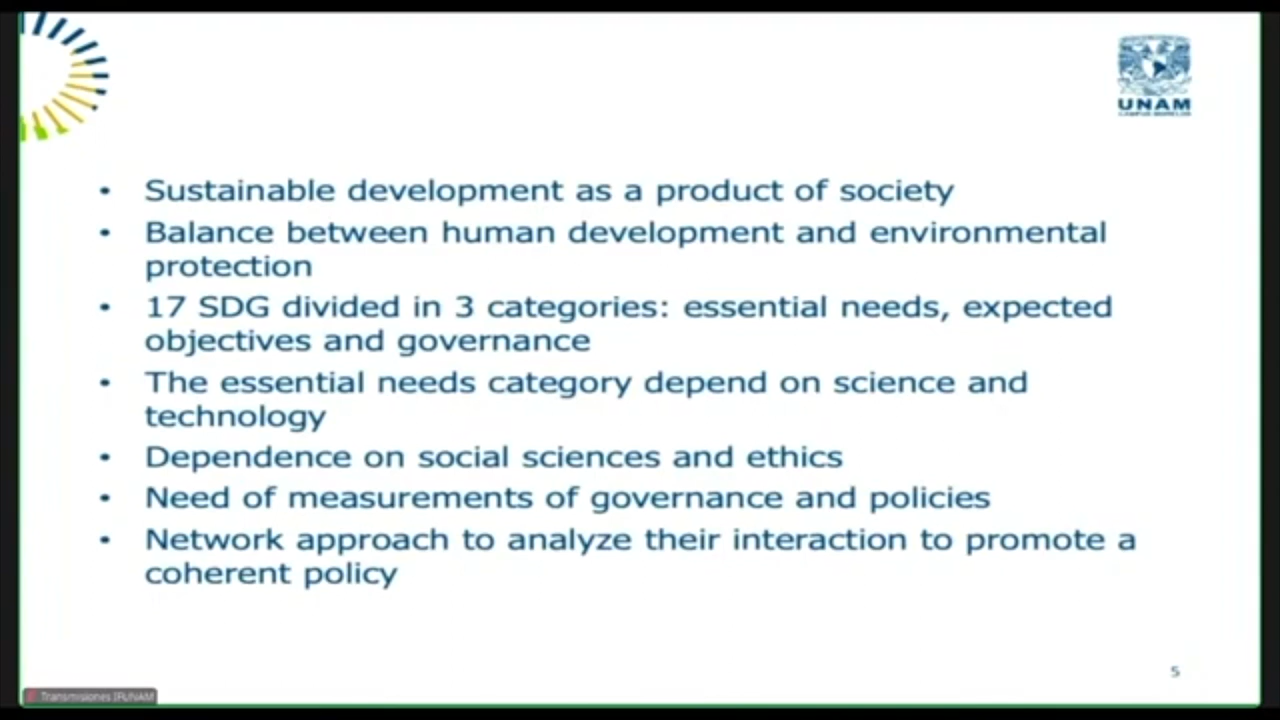 UNAM
• Sustainable development as a product of society
• Balance between human development and environmental
protection
• 17 SDG divided in 3 categories: essential needs, expected
objectives and governance
• The essential needs category depend on science and
technology
• Dependence on social sciences and ethics
• Need of measurements of governance and policies
• Network approach to analyze their interaction to promote a
coherent policy
5
Transmisiones